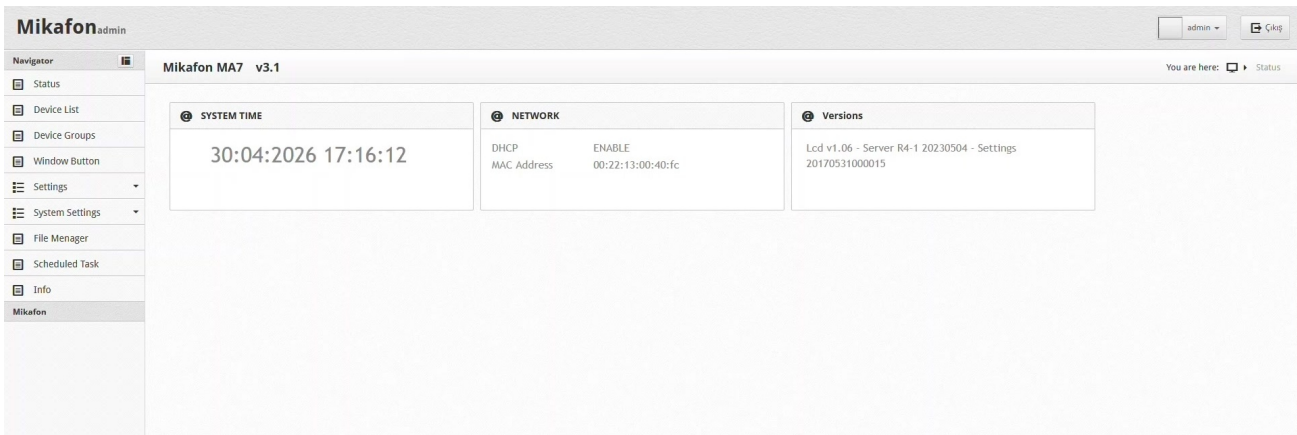 Mikafonadmin
admin
Çıkış
Navigator
Status
Device List
Device Groups
Window Button
Settings
System Settings
File Menager
Scheduled Task
Info
Mikafon
Mikafon MA7 v3.1
You are here: Status
SYSTEM TIME
30:04:2026 17:16:12
NETWORK
DHCP ENABLE
MAC Address 00:22:13:00:40:fc
Versions
Lcd v1.06 - Server R4-1 20230504 - Settings
20170531000015